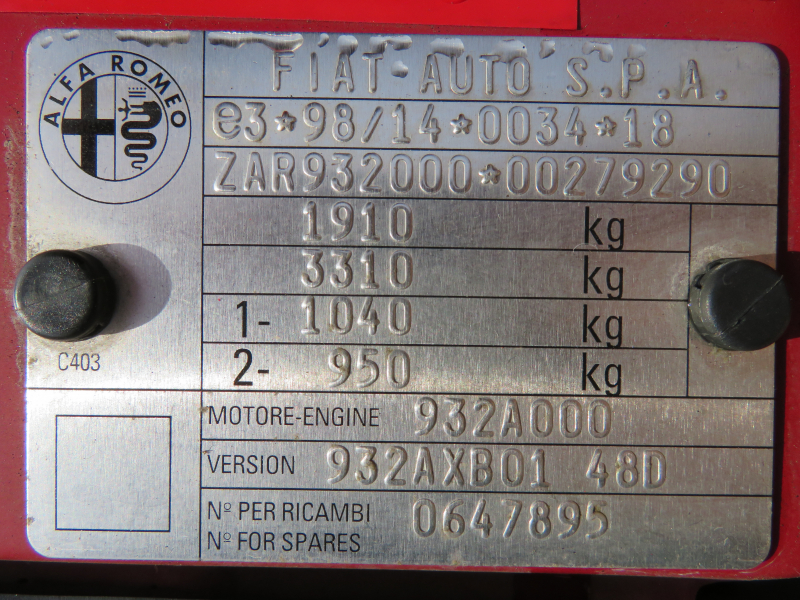 ALFA ROMEO
FIAT AUTO S.P.A.
e3*98/14*0034*18
ZAR932000*00279290
1910 kg
3310 kg
1- 1040 kg
2- 950 kg
C403
MOTORE-ENGINE 932A000
VERSION 932AXB01 48D
Nº PER RICAMBI 0647895
Nº FOR SPARES